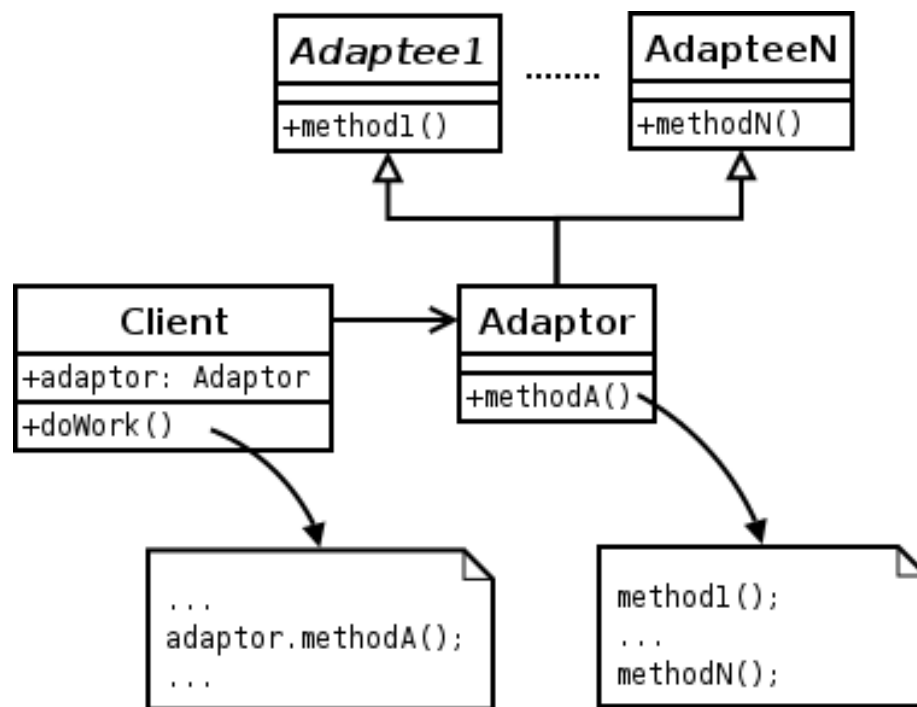 Adaptee1
........
AdapteeN
+method1()
+methodN()
Client
+adaptor: Adaptor
+doWork()
Adaptor
+methodA()
...
adaptor.methodA();
...
method1();
...
methodN();